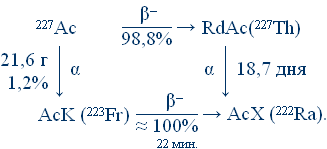 ²²⁷Ac β⁻ 98,8% → RdAc(²²⁷Th)
21,6 г 1,2% ↓ α α ↓ 18,7 дня
AcK (²²³Fr) β⁻ ≈ 100% → AcX (²²²Ra).
22 мин.